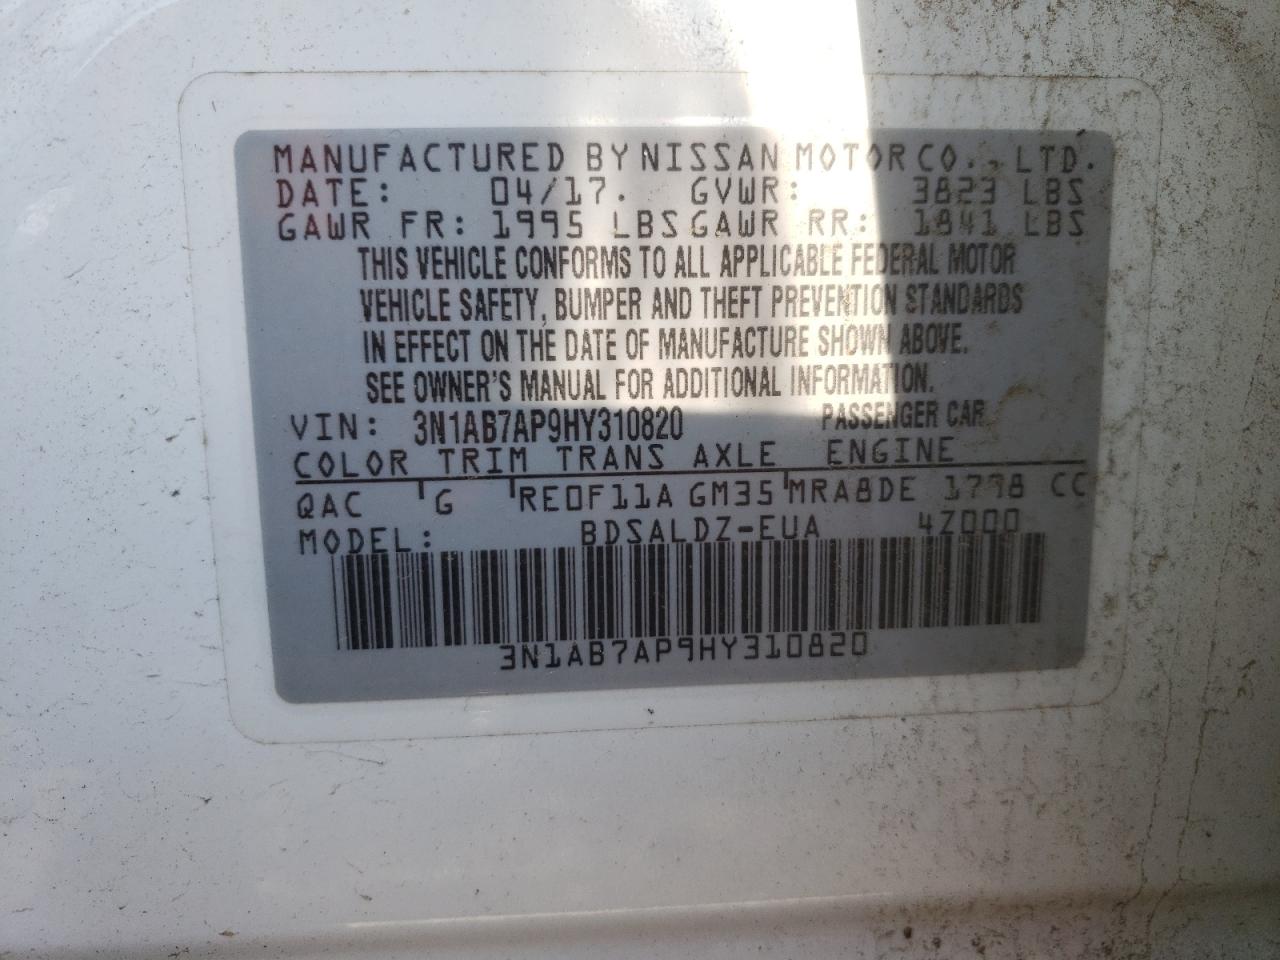 MANUFACTURED BY NISSAN MOTOR CO., LTD.
DATE: 04/17. GVWR: 3823 LBS
GAWR FR: 1995 LBS GAWR RR: 1841 LBS
THIS VEHICLE CONFORMS TO ALL APPLICABLE FEDERAL MOTOR
VEHICLE SAFETY, BUMPER AND THEFT PREVENTION STANDARDS
IN EFFECT ON THE DATE OF MANUFACTURE SHOWN ABOVE.
SEE OWNER'S MANUAL FOR ADDITIONAL INFORMATION.
VIN: 3N1AB7AP9HY310820 PASSENGER CAR
COLOR TRIM TRANS AXLE ENGINE
QAC G RE0F11A GM35 MRA8DE 1798 CC
MODEL: BDSALDZ-EUA 4Z000
3N1AB7AP9HY310820